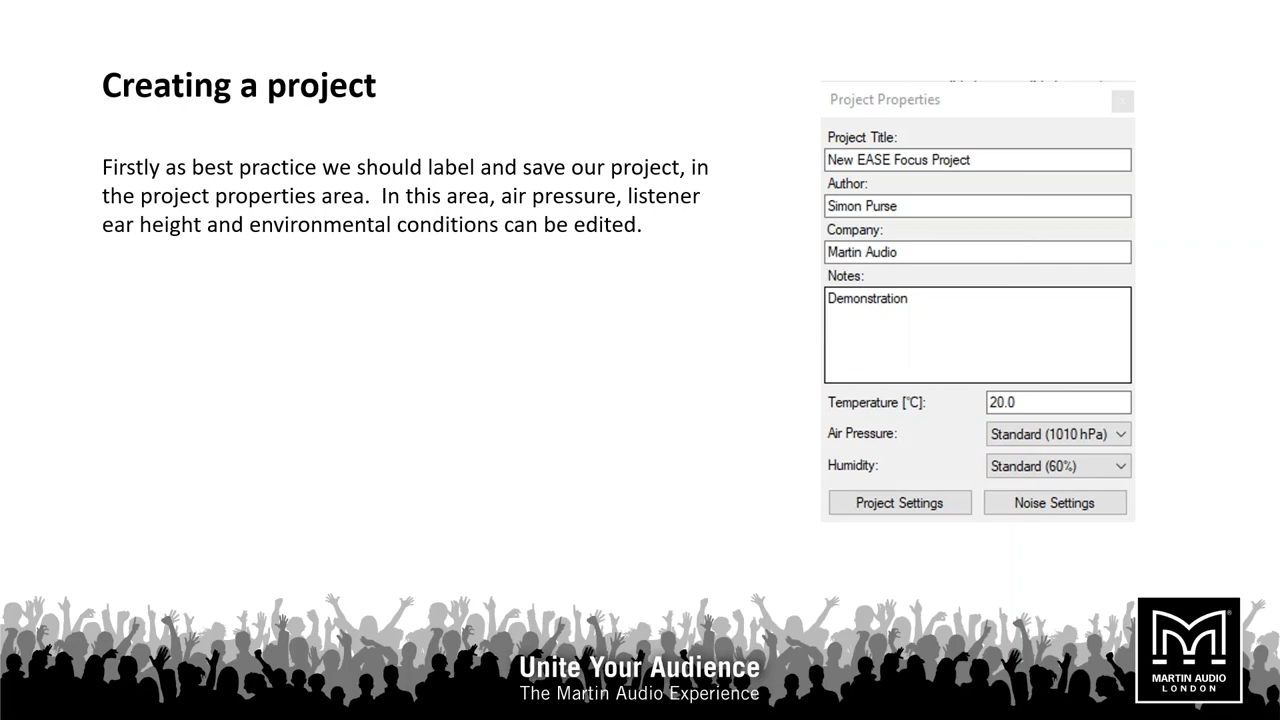 Creating a project
Firstly as best practice we should label and save our project, in
the project properties area.  In this area, air pressure, listener
ear height and environmental conditions can be edited.
Project Properties
Project Title:
New EASE Focus Project
Author:
Simon Purse
Company:
Martin Audio
Notes:
Demonstration
Temperature [°C]: 20.0
Air Pressure: Standard (1010 hPa)
Humidity: Standard (60%)
Project Settings Noise Settings
Unite Your Audience
The Martin Audio Experience
®
MARTIN AUDIO
LONDON